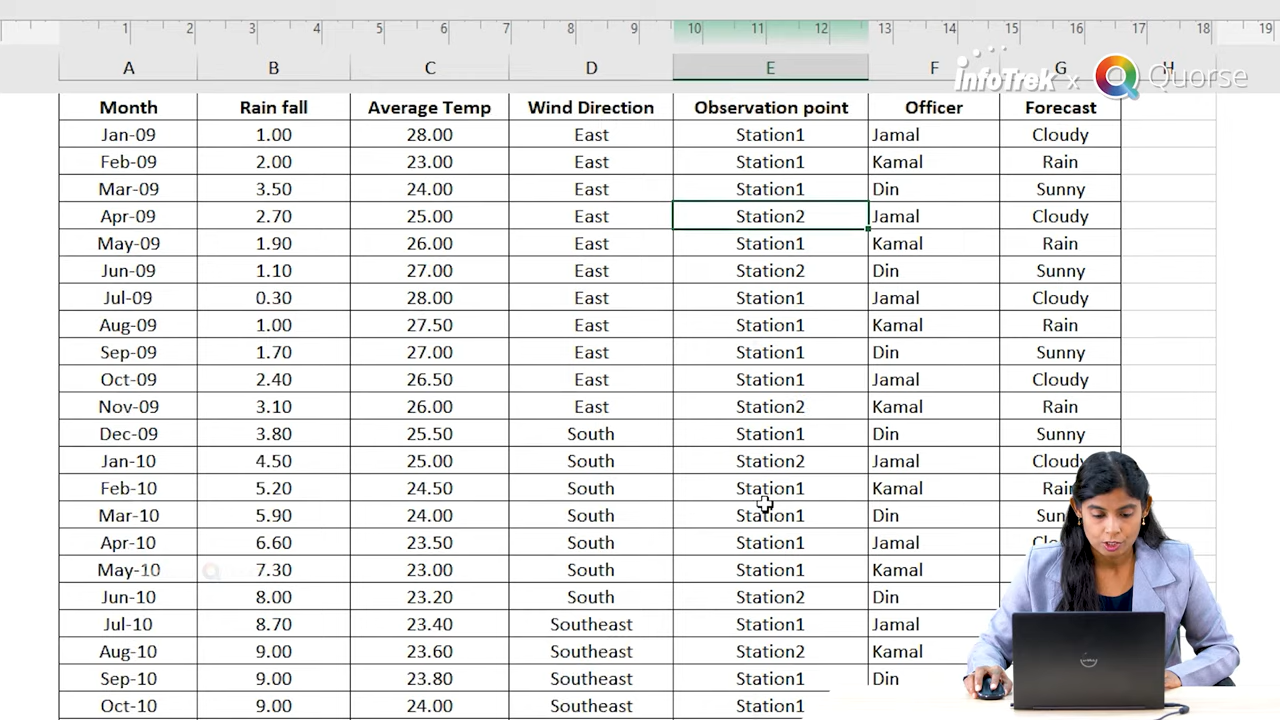 1 2 3 4 5 6 7 8 9 10 11 12 13 14 15 16 17 18 19
A B C D E F G H
InfoTrek x Quorse
Month Rain fall Average Temp Wind Direction Observation point Officer Forecast
Jan-09 1.00 28.00 East Station1 Jamal Cloudy
Feb-09 2.00 23.00 East Station1 Kamal Rain
Mar-09 3.50 24.00 East Station1 Din Sunny
Apr-09 2.70 25.00 East Station2 Jamal Cloudy
May-09 1.90 26.00 East Station1 Kamal Rain
Jun-09 1.10 27.00 East Station2 Din Sunny
Jul-09 0.30 28.00 East Station1 Jamal Cloudy
Aug-09 1.00 27.50 East Station1 Kamal Rain
Sep-09 1.70 27.00 East Station1 Din Sunny
Oct-09 2.40 26.50 East Station1 Jamal Cloudy
Nov-09 3.10 26.00 East Station2 Kamal Rain
Dec-09 3.80 25.50 South Station1 Din Sunny
Jan-10 4.50 25.00 South Station2 Jamal Cloudy
Feb-10 5.20 24.50 South Station1 Kamal Rain
Mar-10 5.90 24.00 South Station1 Din Sun
Apr-10 6.60 23.50 South Station1 Jamal
May-10 7.30 23.00 South Station1 Kamal
Jun-10 8.00 23.20 South Station2 Din
Jul-10 8.70 23.40 Southeast Station1 Jamal
Aug-10 9.00 23.60 Southeast Station2 Kamal
Sep-10 9.00 23.80 Southeast Station1 Din
Oct-10 9.00 24.00 Southeast Station1